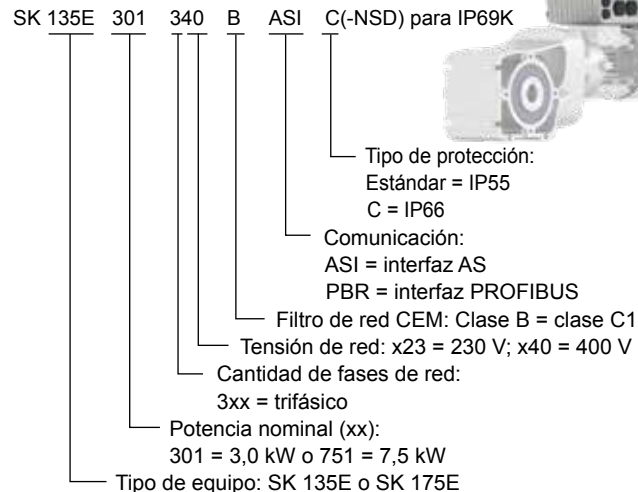 SK 135E 301 340 B ASI C(-NSD) para IP69K
Tipo de protección:
Estándar = IP55
C = IP66
Comunicación:
ASI = interfaz AS
PBR = interfaz PROFIBUS
Filtro de red CEM: Clase B = clase C1
Tensión de red: x23 = 230 V; x40 = 400 V
Cantidad de fases de red:
3xx = trifásico
Potencia nominal (xx):
301 = 3,0 kW o 751 = 7,5 kW
Tipo de equipo: SK 135E o SK 175E